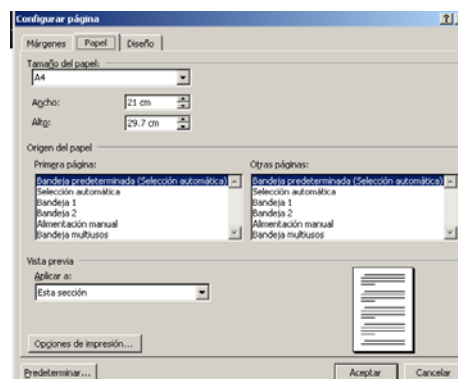 Configurar página
Márgenes Papel Diseño
Tamaño del papel:
A4
Ancho: 21 cm
Alto: 29.7 cm
Origen del papel
Primera página: Otras páginas:
Bandeja predeterminada (Selección automática) Bandeja predeterminada (Selección automática)
Selección automática Selección automática
Bandeja 1 Bandeja 1
Bandeja 2 Bandeja 2
Alimentación manual Alimentación manual
Bandeja multiusos Bandeja multiusos
Vista previa
Aplicar a:
Esta sección
Opciones de impresión...
Predeterminar... Aceptar Cancelar